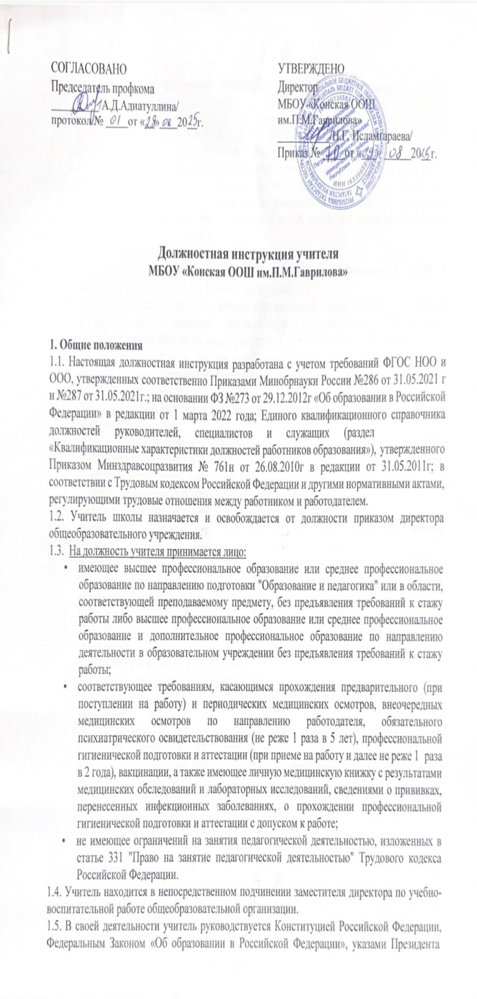 СОГЛАСОВАНО
Председатель профкома
/А.Д.Адиатуллина/
протокол № 01 от «29» 08 2025г.
УТВЕРЖДЕНО
Директор
МБОУ «Конская ООШ
им.П.М.Гаврилова»
/Н.Г. Исламгараева/
Приказ № 70 от «29» 08 2025г.
Должностная инструкция учителя
МБОУ «Конская ООШ им.П.М.Гаврилова»
1. Общие положения
1.1. Настоящая должностная инструкция разработана с учетом требований ФГОС НОО и
ООО, утвержденных соответственно Приказами Минобрнауки России №286 от 31.05.2021 г
и №287 от 31.05.2021г.; на основании ФЗ №273 от 29.12.2012г «Об образовании в Российской
Федерации» в редакции от 1 марта 2022 года; Единого квалификационного справочника
должностей руководителей, специалистов и служащих (раздел
«Квалификационные характеристики должностей работников образования»), утвержденного
Приказом Минздравсоцразвития № 761н от 26.08.2010г в редакции от 31.05.2011г; в
соответствии с Трудовым кодексом Российской Федерации и другими нормативными актами,
регулирующими трудовые отношения между работником и работодателем.
1.2. Учитель школы назначается и освобождается от должности приказом директора
общеобразовательного учреждения.
1.3. На должность учителя принимается лицо:
• имеющее высшее профессиональное образование или среднее профессиональное
образование по направлению подготовки "Образование и педагогика" или в области,
соответствующей преподаваемому предмету, без предъявления требований к стажу
работы либо высшее профессиональное образование или среднее профессиональное
образование и дополнительное профессиональное образование по направлению
деятельности в образовательном учреждении без предъявления требований к стажу
работы;
• соответствующее требованиям, касающимся прохождения предварительного (при
поступлении на работу) и периодических медицинских осмотров, внеочередных
медицинских осмотров по направлению работодателя, обязательного
психиатрического освидетельствования (не реже 1 раза в 5 лет), профессиональной
гигиенической подготовки и аттестации (при приеме на работу и далее не реже 1 раза
в 2 года), вакцинации, а также имеющее личную медицинскую книжку с результатами
медицинских обследований и лабораторных исследований, сведениями о прививках,
перенесенных инфекционных заболеваниях, о прохождении профессиональной
гигиенической подготовки и аттестации с допуском к работе;
• не имеющее ограничений на занятия педагогической деятельностью, изложенных в
статье 331 "Право на занятие педагогической деятельностью" Трудового кодекса
Российской Федерации.
1.4. Учитель находится в непосредственном подчинении заместителя директора по учебно-
воспитательной работе общеобразовательной организации.
1.5. В своей деятельности учитель руководствуется Конституцией Российской Федерации,
Федеральным Законом «Об образовании в Российской Федерации», указами Президента